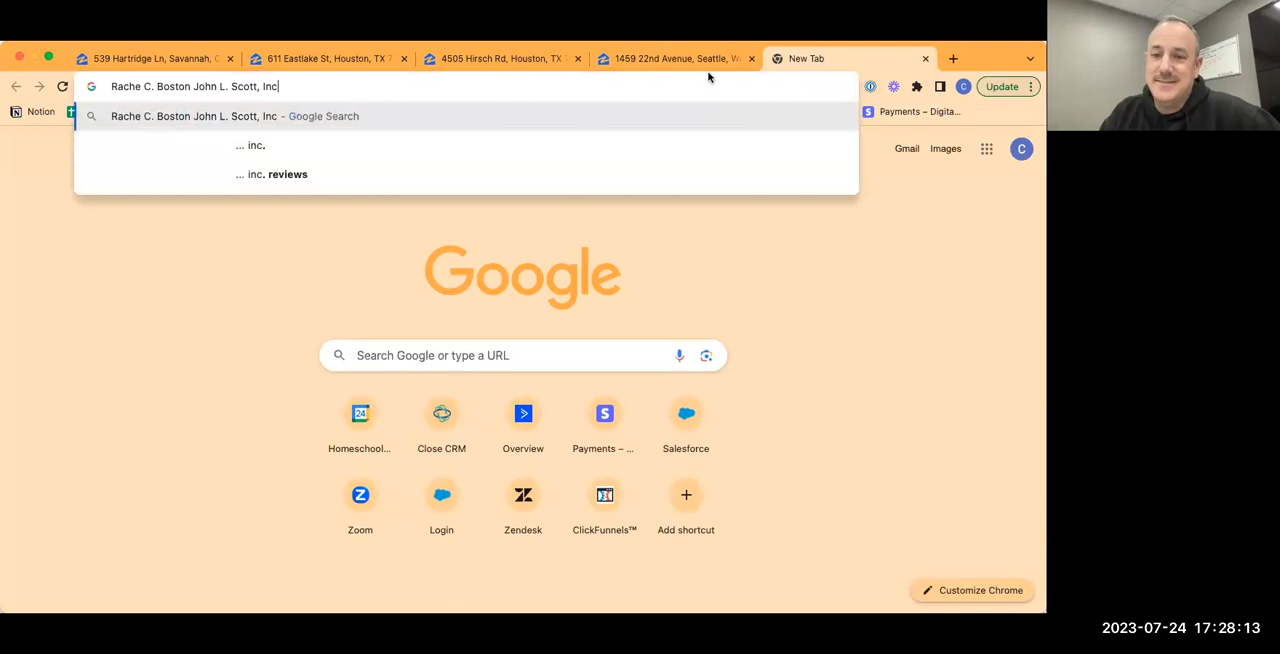 539 Hartridge Ln, Savannah,
611 Eastlake St, Houston, TX 7
4505 Hirsch Rd, Houston, TX
1459 22nd Avenue, Seattle, W
New Tab
Rache C. Boston John L. Scott, Inc
Update
Notion
Rache C. Boston John L. Scott, Inc - Google Search
Payments – Digita...
... inc.
... inc. reviews
Gmail
Images
C
Google
Search Google or type a URL
Homeschool...
Close CRM
Overview
Payments – ...
Salesforce
Zoom
Login
Zendesk
ClickFunnels™
Add shortcut
Customize Chrome
2023-07-24 17:28:13